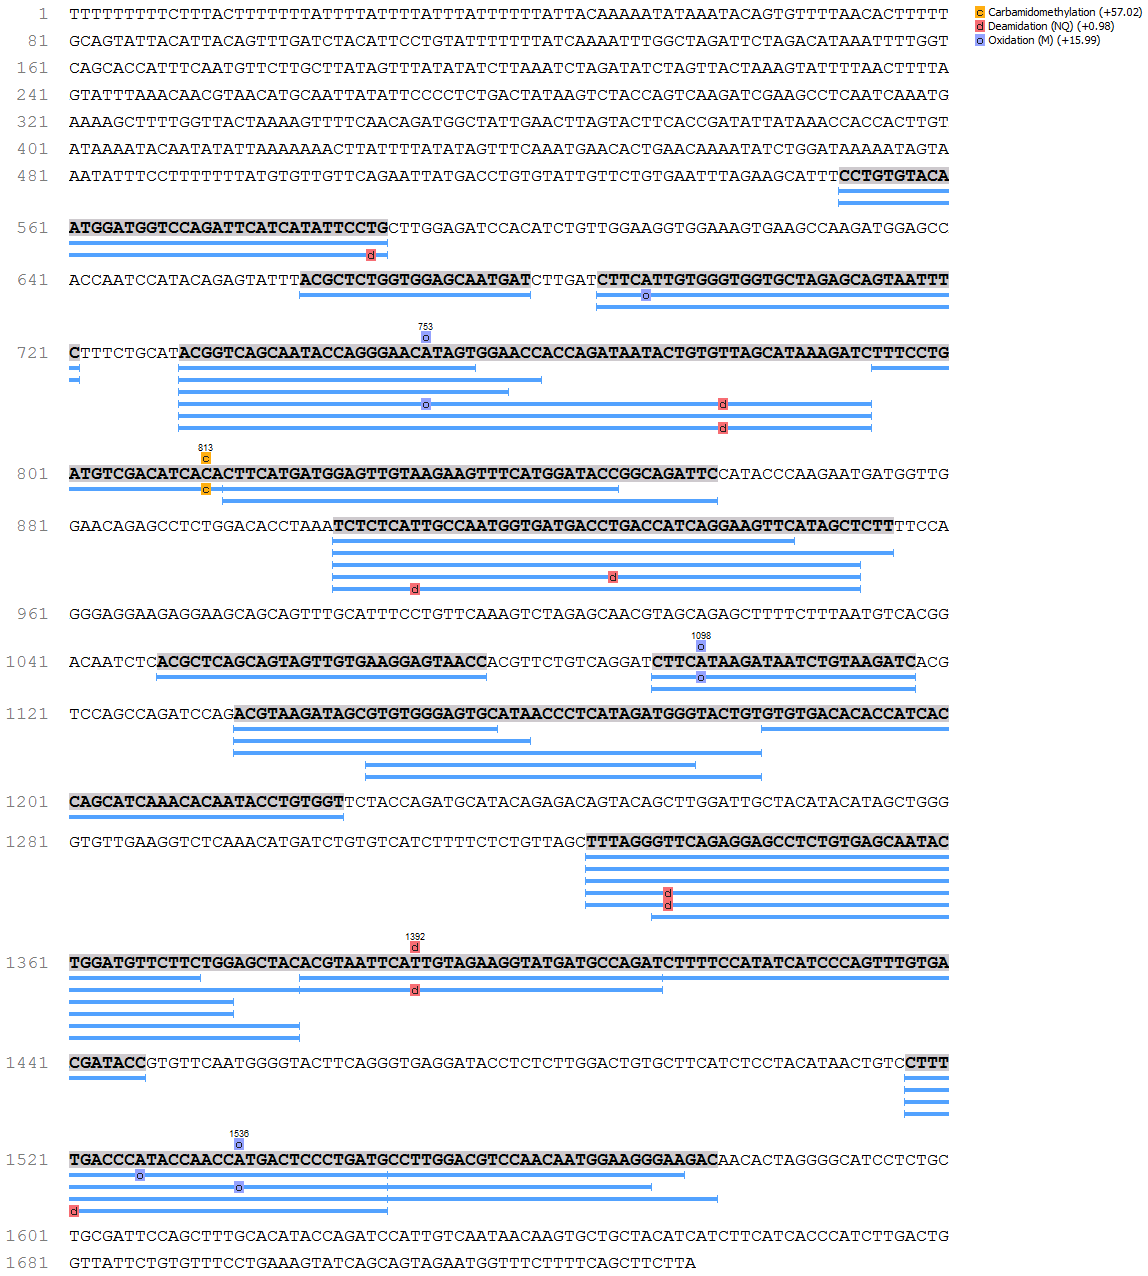 1 TTTTTTTTTCTTTACTTTTTTTATTTTATTTTATTTATTTTTTATTACAAAAATATAAATACAGTGTTTTAACACTTTTT
c Carbamidomethylation (+57.02)
d Deamidation (NQ) (+0.98)
o Oxidation (M) (+15.99)
81 GCAGTATTACATTACAGTTTGATCTACATTCCTGTATTTTTTTATCAAAATTTGGCTAGATTCTAGACATAAATTTTGGT
161 CAGCACCATTTCAATGTTCTTGCTTATAGTTTATATATCTTAAATCTAGATATCTAGTTACTAAAGTATTTTAACTTTTA
241 GTATTTAAACAACGTAACATGCAATTATATTCCCCTCTGACTATAAGTCTACCAGTCAAGATCGAAGCCTCAATCAAATG
321 AAAAGCTTTTGGTTACTAAAAGTTTTCAACAGATGGCTATTGAACTTAGTACTTCACCGATATTATAAACCACCACTTGT
401 ATAAAATACAATATATTAAAAAAACTTATTTTATATAGTTTCAAATGAACACTGAACAAAATATCTGGATAAAAATAGTA
481 AATATTTCCTTTTTTTATGTGTTGTTCAGAATTATGACCTGTGTATTGTTCTGTGAATTTAGAAGCATTTCCTGTGTACA
561 ATGGATGGTCCAGATTCATCATATTCCTGCTTGGAGATCCACATCTGTTGGAAGGTGGAAAGTGAAGCCAAGATGGAGCC
d
641 ACCAATCCATACAGAGTATTTACGCTCTGGTGGAGCAATGATCTTGATCTTCATTGTGGGTGGTGCTAGAGCAGTAATTT
o
753
o
721 CTTTCTGCATACGGTCAGCAATACCAGGGAACATAGTGGAACCACCAGATAATACTGTGTTAGCATAAAGATCTTTCCTG
o d
d
813
c
801 ATGTCGACATCACACTTCATGATGGAGTTGTAAGAAGTTTCATGGATACCGGCAGATTCCATACCCAAGAATGATGGTTG
c
881 GAACAGAGCCTCTGGACACCTAAATCTCTCATTGCCAATGGTGATGACCTGACCATCAGGAAGTTCATAGCTCTTTTCCA
d
d
961 GGGAGGAAGAGGAAGCAGCAGTTTGCATTTCCTGTTCAAAGTCTAGAGCAACGTAGCAGAGCTTTTCTTTAATGTCACGG
1098
o
1041 ACAATCTCACGCTCAGCAGTAGTTGTGAAGGAGTAACCACGTTCTGTCAGGATCTTCATAAGATAATCTGTAAGATCACG
o
1121 TCCAGCCAGATCCAGACGTAAGATAGCGTGTGGGAGTGCATAACCCTCATAGATGGGTACTGTGTGTGACACACCATCAC
1201 CAGCATCAAACACAATACCTGTGGTTCTACCAGATGCATACAGAGACAGTACAGCTTGGATTGCTACATACATAGCTGGG
1281 GTGTTGAAGGTCTCAAACATGATCTGTGTCATCTTTTCTCTGTTAGCTTTAGGGTTCAGAGGAGCCTCTGTGAGCAATAC
d
d
1392
d
1361 TGGATGTTCTTCTGGAGCTACACGTAATTCATTGTAGAAGGTATGATGCCAGATCTTTTCCATATCATCCCAGTTTGTGA
d
1441 CGATACCGTGTTCAATGGGGTACTTCAGGGTGAGGATACCTCTCTTGGACTGTGCTTCATCTCCTACATAACTGTCCTTT
1536
o
1521 TGACCCATACCAACCATGACTCCCTGATGCCTTGGACGTCCAACAATGGAAGGGAAGACAACACTAGGGGCATCCTCTGC
o
o
d
1601 TGCGATTCCAGCTTTGCACATACCAGATCCATTGTCAATAACAAGTGCTGCTACATCATCTTCATCACCCATCTTGACTG
1681 GTTATTCTGTGTTTCCTGAAAGTATCAGCAGTAGAATGGTTTCTTTTCAGCTTCTTA